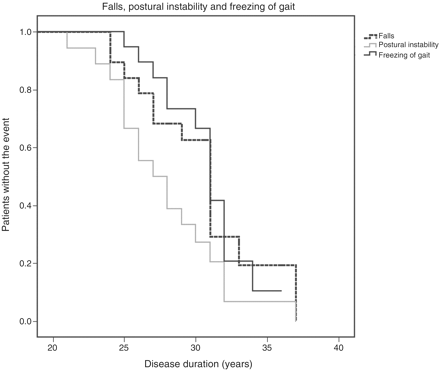 Falls, postural instability and freezing of gait
Falls
Postural instability
Freezing of gait
Patients without the event
1.0
0.8
0.6
0.4
0.2
0.0
20 25 30 35 40
Disease duration (years)